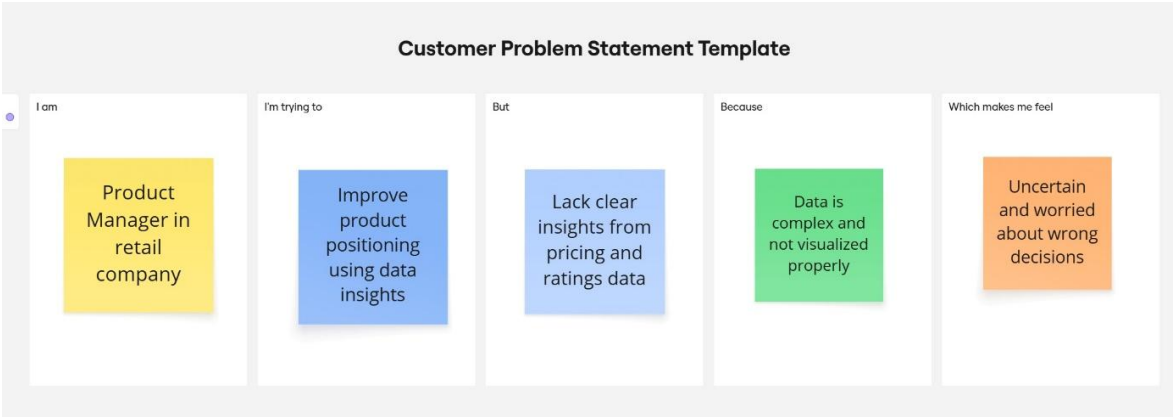 Customer Problem Statement Template
I am
Product
Manager in
retail
company
I'm trying to
Improve
product
positioning
using data
insights
But
Lack clear
insights from
pricing and
ratings data
Because
Data is
complex and
not visualized
properly
Which makes me feel
Uncertain
and worried
about wrong
decisions